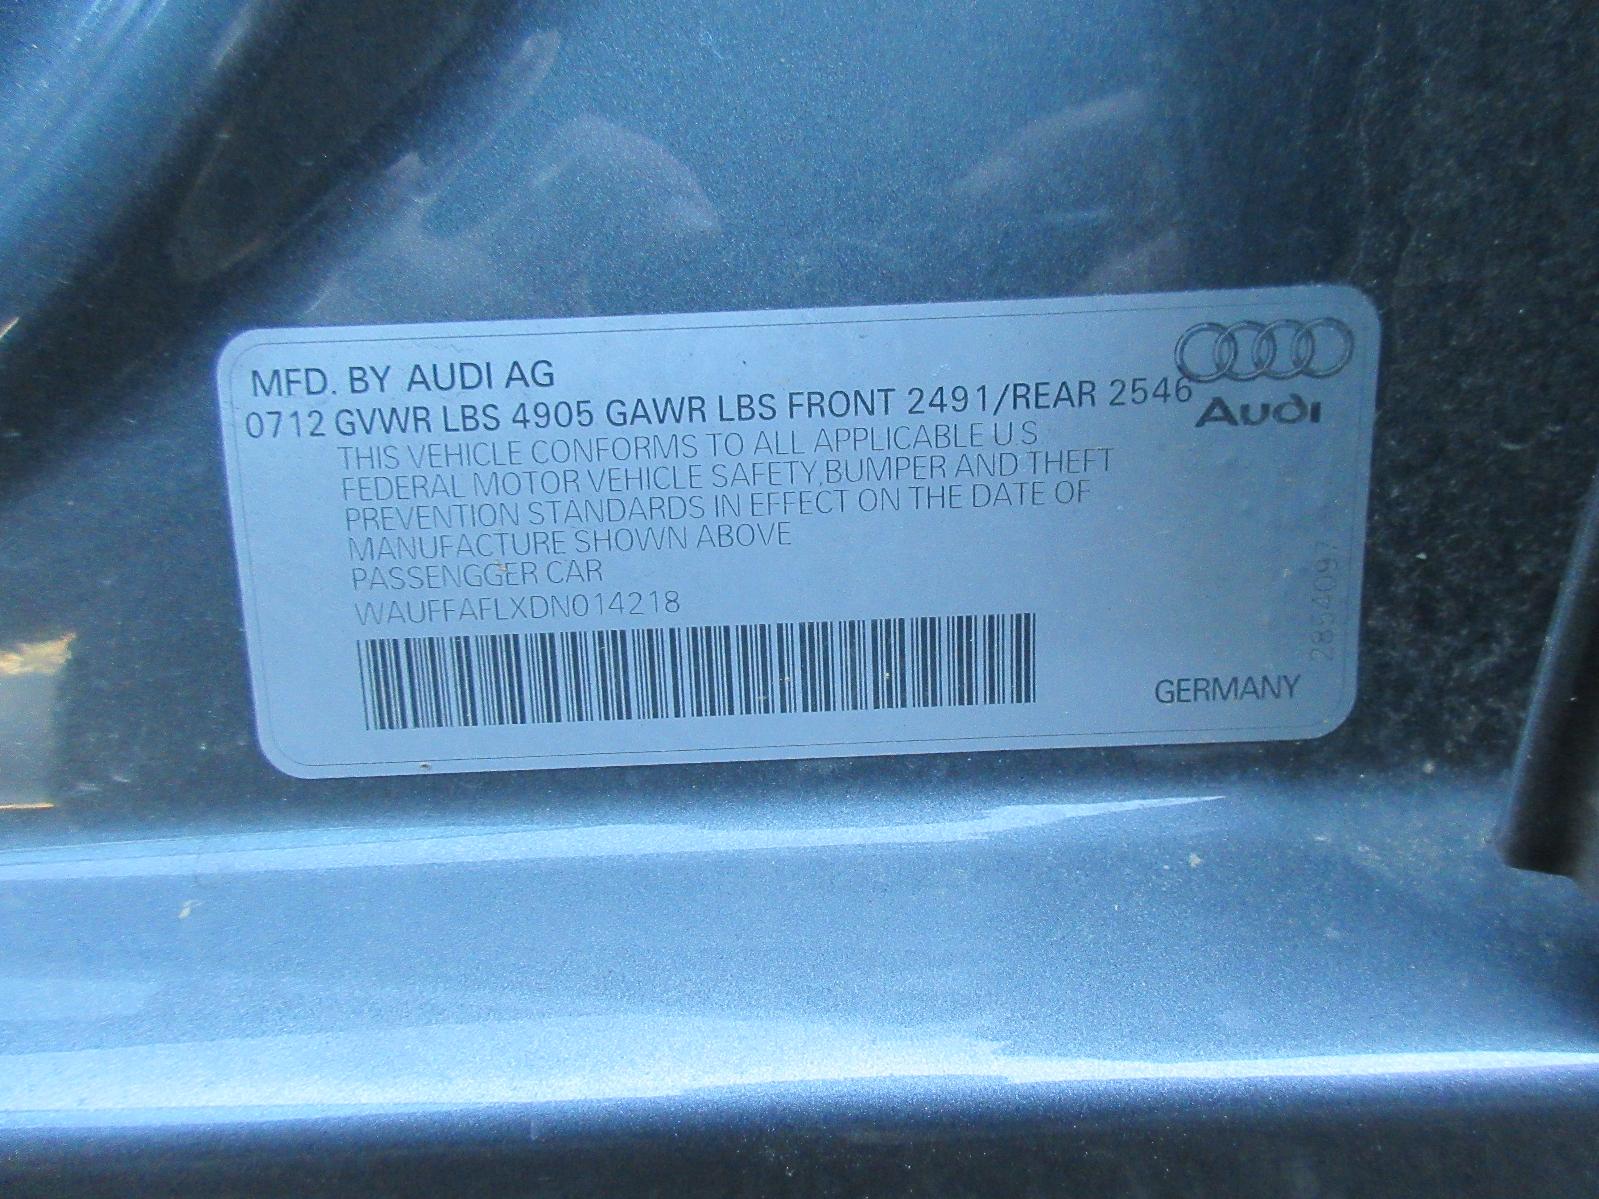 MFD. BY AUDI AG
0712 GVWR LBS 4905 GAWR LBS FRONT 2491/REAR 2546
Audi
THIS VEHICLE CONFORMS TO ALL APPLICABLE U.S
FEDERAL MOTOR VEHICLE SAFETY,BUMPER AND THEFT
PREVENTION STANDARDS IN EFFECT ON THE DATE OF
MANUFACTURE SHOWN ABOVE
PASSENGGER CAR
WAUFFAFLXDN014218
GERMANY
2854097